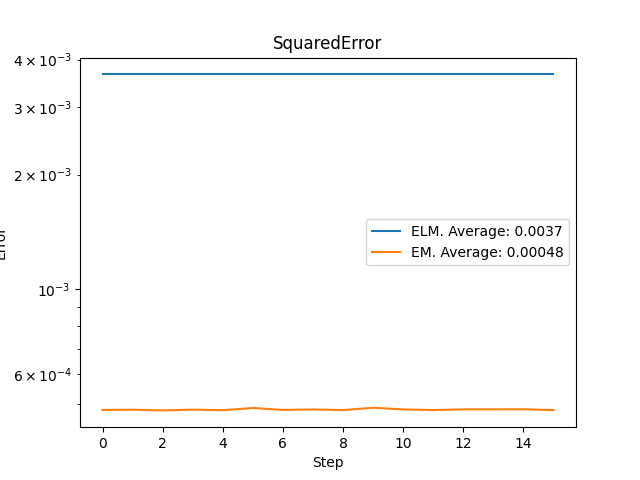 SquaredError
4 × 10⁻³
3 × 10⁻³
2 × 10⁻³
10⁻³
6 × 10⁻⁴
ELM. Average: 0.0037
EM. Average: 0.00048
0 2 4 6 8 10 12 14
Step